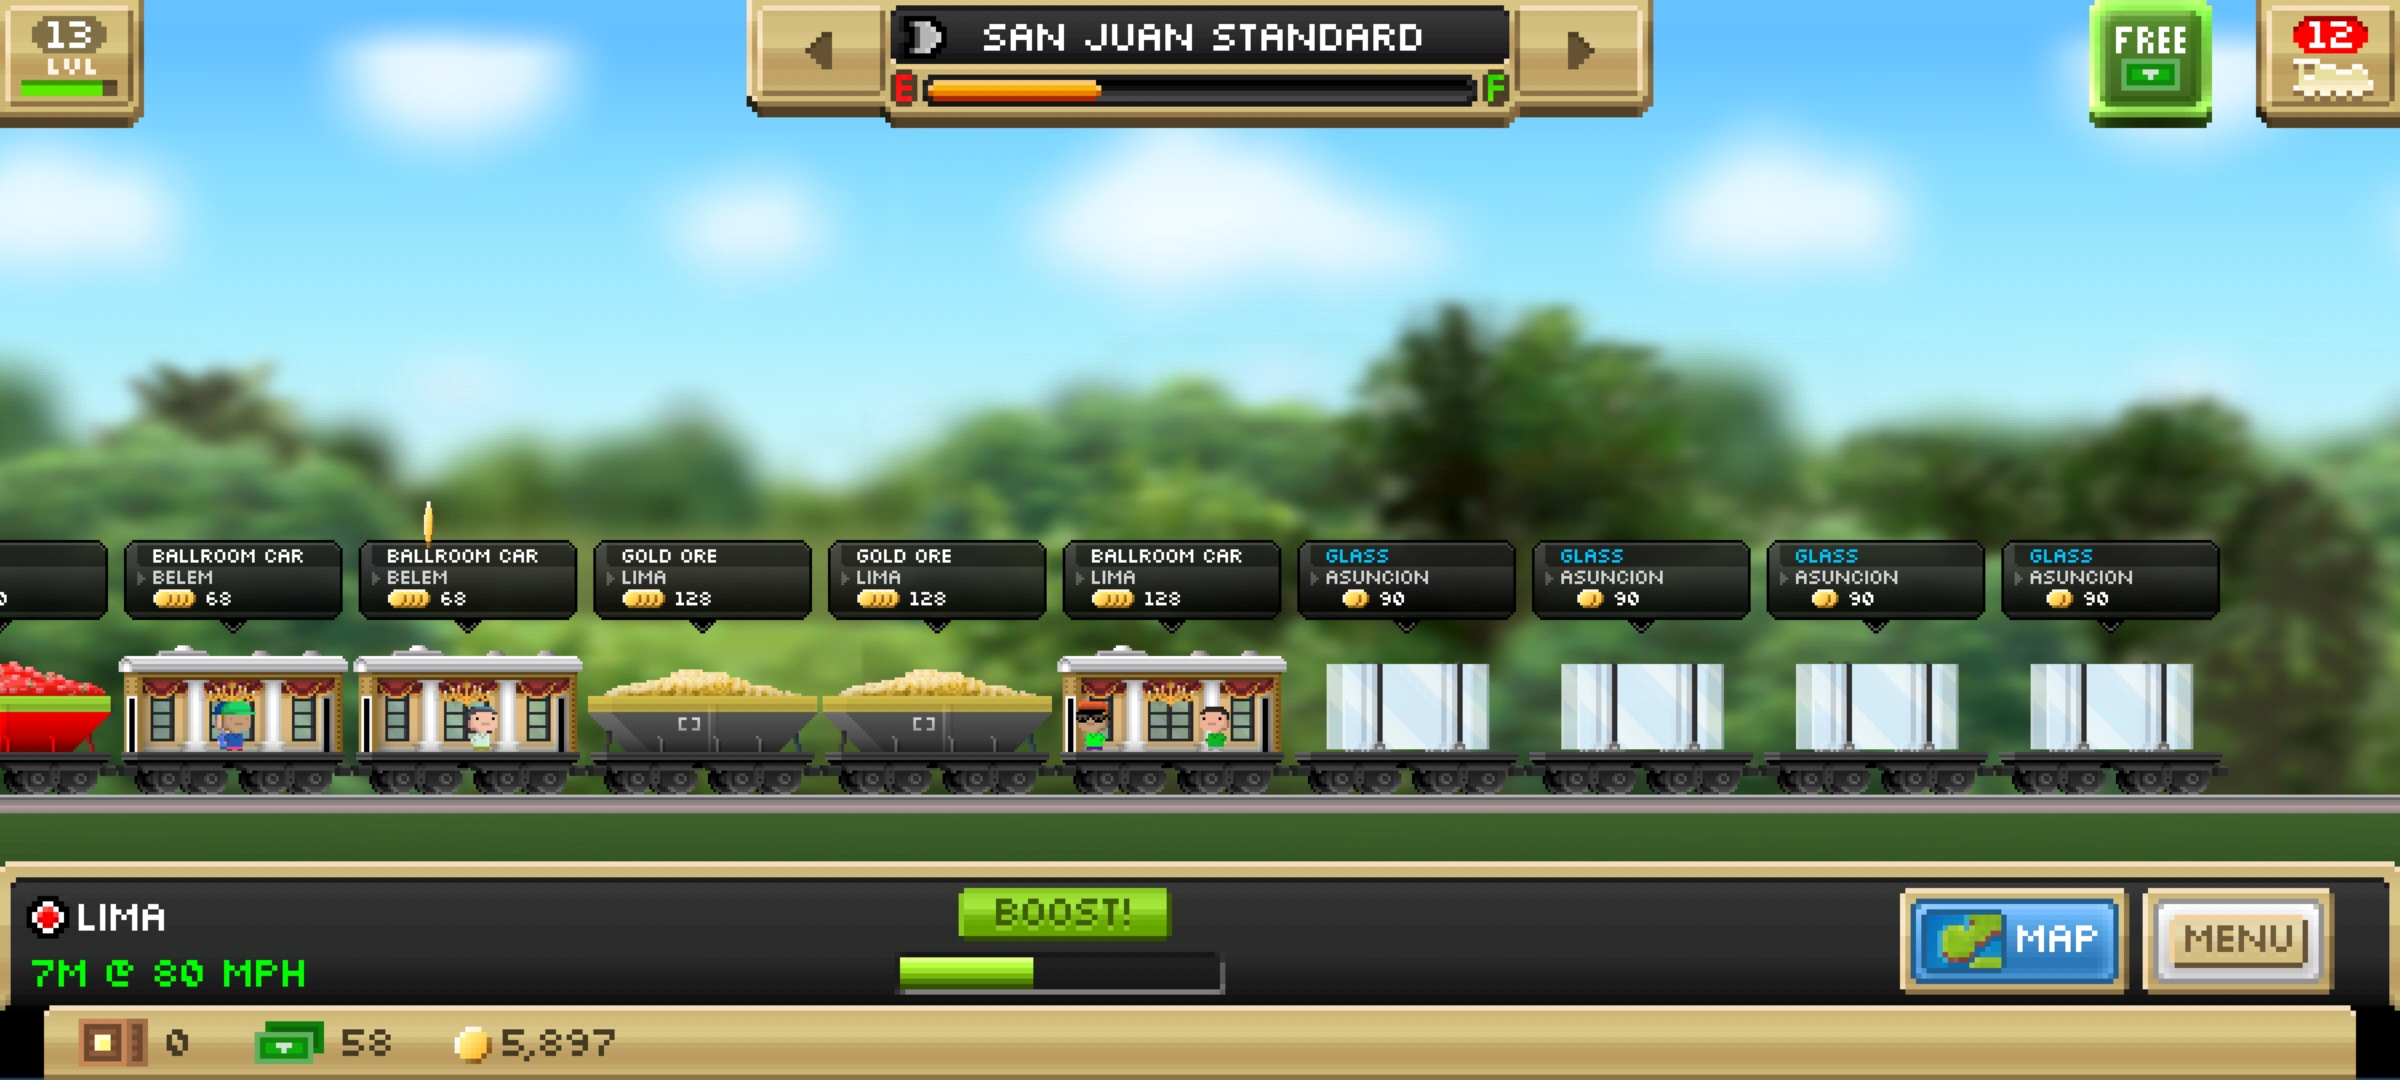 13
LVL
SAN JUAN STANDARD
E F
FREE
12
BALLROOM CAR
BELEM
68
BALLROOM CAR
BELEM
68
GOLD ORE
LIMA
128
GOLD ORE
LIMA
128
BALLROOM CAR
LIMA
128
GLASS
ASUNCION
90
GLASS
ASUNCION
90
GLASS
ASUNCION
90
GLASS
ASUNCION
90
LIMA
7M @ 80 MPH
BOOST!
MAP
MENU
0
58
5,897